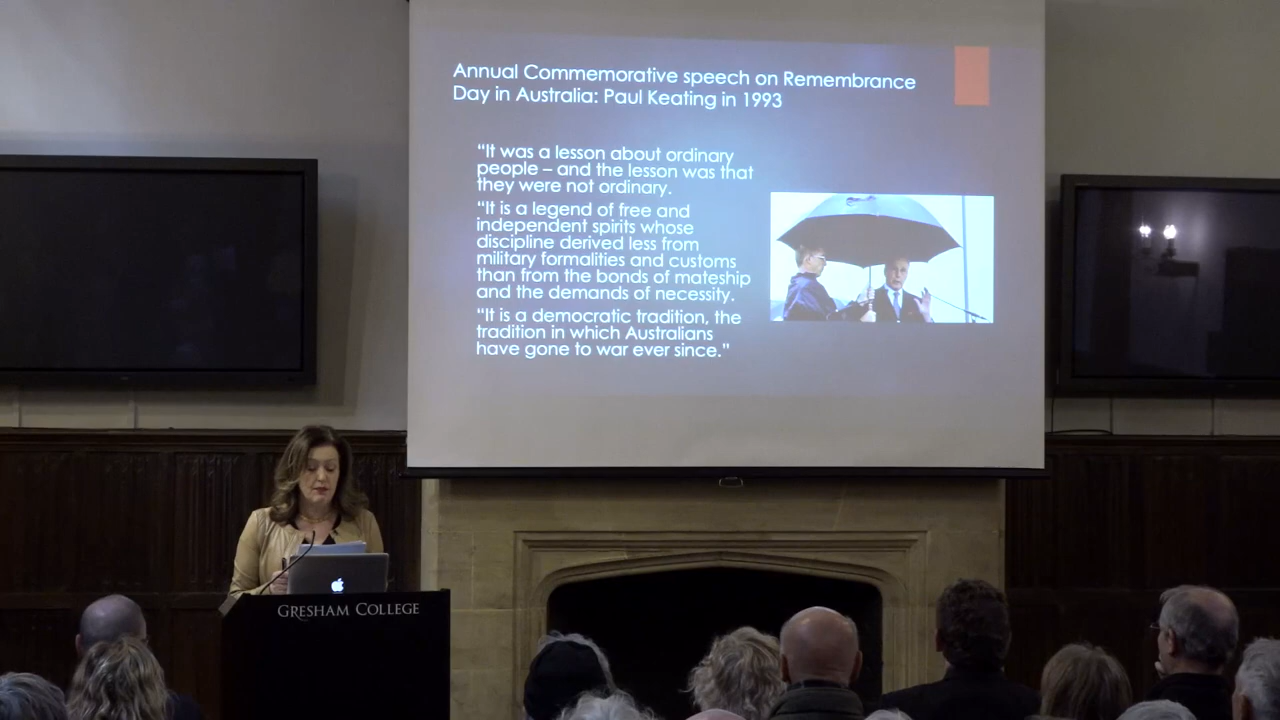 Annual Commemorative speech on Remembrance
Day in Australia: Paul Keating in 1993
“It was a lesson about ordinary
people – and the lesson was that
they were not ordinary.
“It is a legend of free and
independent spirits whose
discipline derived less from
military formalities and customs
than from the bonds of mateship
and the demands of necessity.
“It is a democratic tradition, the
tradition in which Australians
have gone to war ever since.”
GRESHAM COLLEGE